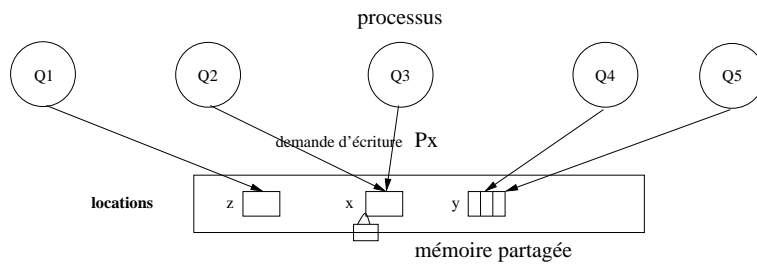 processus
Q1 Q2 Q3 Q4 Q5
demande d'écriture Px
locations z x y
mémoire partagée